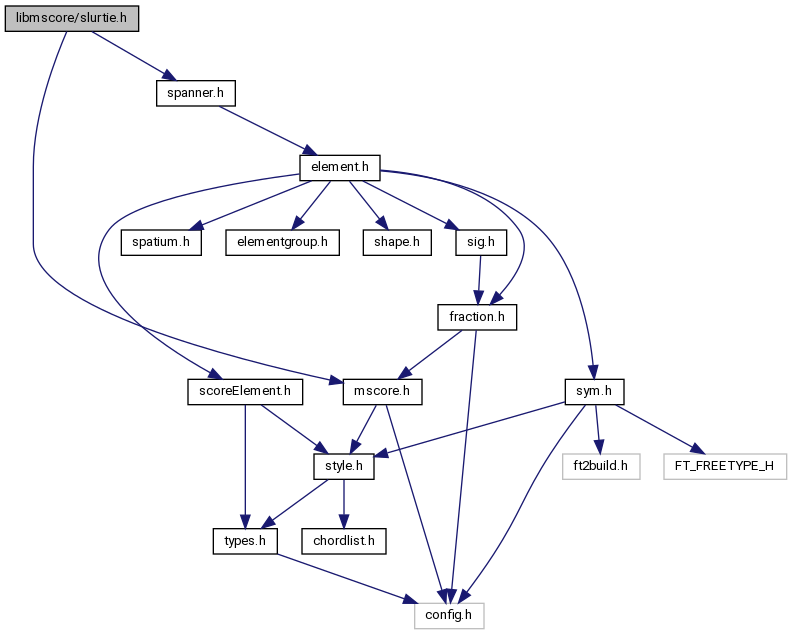 libmscore/slurtie.h
spanner.h
element.h
spatium.h
elementgroup.h
shape.h
sig.h
fraction.h
scoreElement.h
mscore.h
sym.h
style.h
ft2build.h
FT_FREETYPE_H
types.h
chordlist.h
config.h